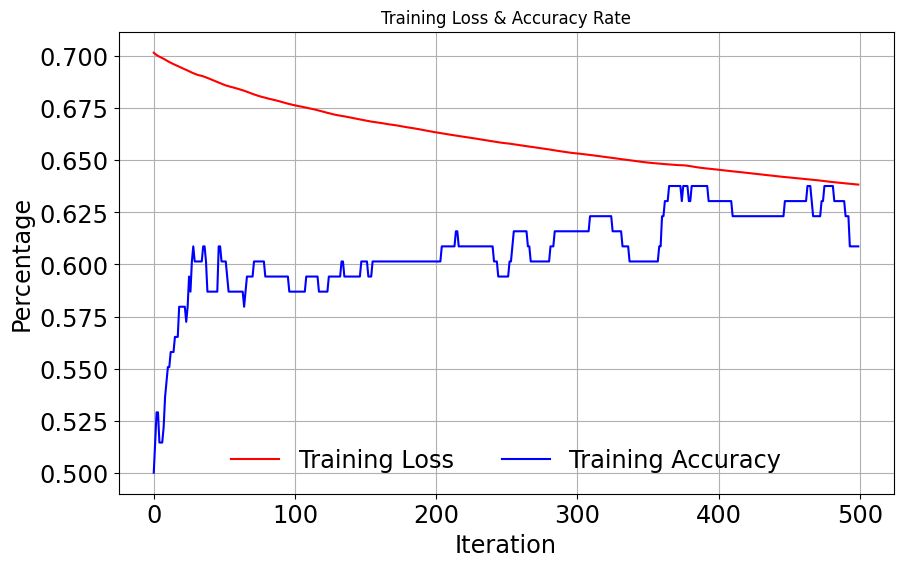 Training Loss & Accuracy Rate
0.700
0.675
0.650
0.625
0.600
0.575
0.550
0.525
0.500
Percentage
Training Loss
Training Accuracy
0 100 200 300 400 500
Iteration